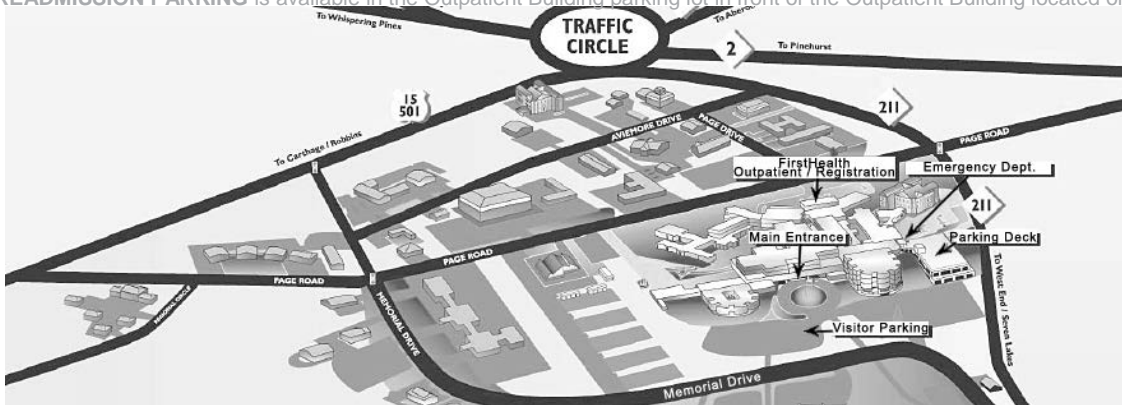 READMISSION PARKING is available in the Outpatient Building parking lot in front of the Outpatient Building located
To Whispering Pines
TRAFFIC
CIRCLE
2
To Pinehurst
15
501
211
To Carthage / Robbins
AVIEMORE DRIVE
PAGE DRIVE
PAGE ROAD
FirstHealth
Outpatient / Registration
Emergency Dept.
211
Main Entrance
Parking Deck
PAGE ROAD
PAGE ROAD
MEMORIAL CIRCLE
MEMORIAL DRIVE
To West End / Seven Lakes
Visitor Parking
Memorial Drive